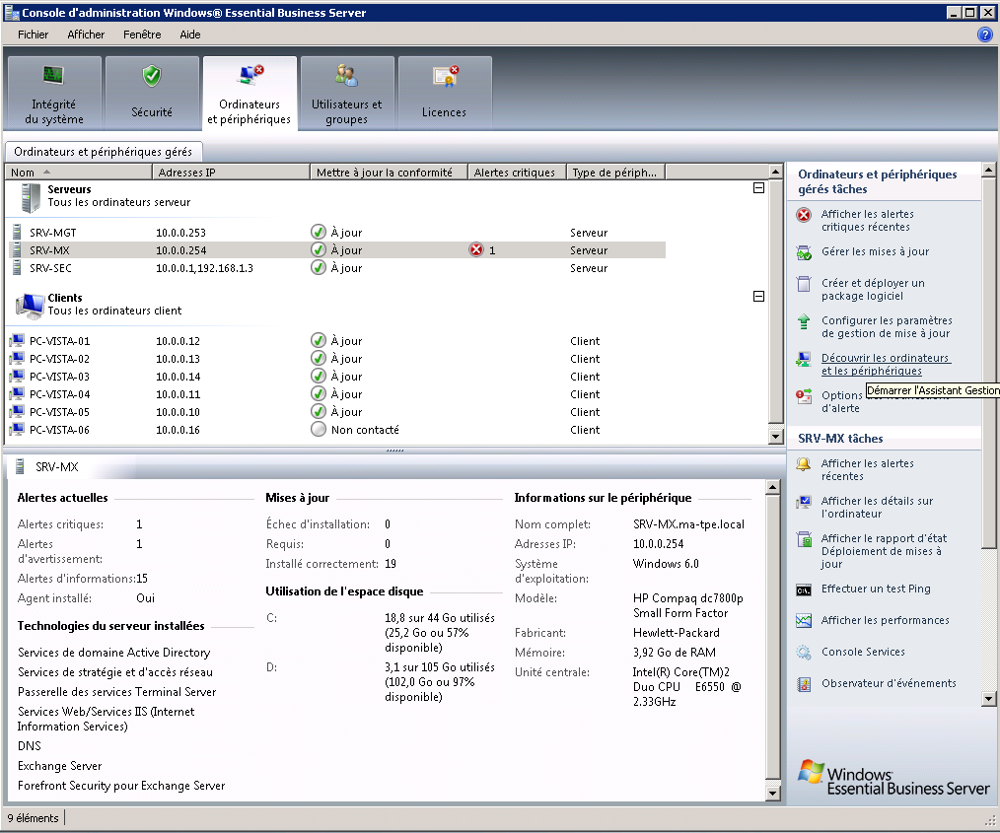 Console d'administration Windows® Essential Business Server
Fichier Afficher Fenêtre Aide
Intégrité
du système
Sécurité
Ordinateurs
et périphériques
Utilisateurs et
groupes
Licences
Ordinateurs et périphériques gérés
Nom Adresses IP Mettre à jour la conformité Alertes critiques Type de périph...
Serveurs
Tous les ordinateurs serveur
SRV-MGT 10.0.0.253 À jour Serveur
SRV-MX 10.0.0.254 À jour 1 Serveur
SRV-SEC 10.0.0.1,192.168.1.3 À jour Serveur
Clients
Tous les ordinateurs client
PC-VISTA-01 10.0.0.12 À jour Client
PC-VISTA-02 10.0.0.13 À jour Client
PC-VISTA-03 10.0.0.14 À jour Client
PC-VISTA-04 10.0.0.11 À jour Client
PC-VISTA-05 10.0.0.10 À jour Client
PC-VISTA-06 10.0.0.16 Non contacté Client
SRV-MX
Alertes actuelles
Alertes critiques: 1
Alertes
d'avertissement: 1
Alertes d'informations: 15
Agent installé: Oui
Technologies du serveur installées
Services de domaine Active Directory
Services de stratégie et d'accès réseau
Passerelle des services Terminal Server
Services Web/Services IIS (Internet
Information Services)
DNS
Exchange Server
Forefront Security pour Exchange Server
Mises à jour
Échec d'installation: 0
Requis: 0
Installé correctement: 19
Utilisation de l'espace disque
C: 18,8 sur 44 Go utilisés
(25,2 Go ou 57%
disponible)
D: 3,1 sur 105 Go utilisés
(102,0 Go ou 97%
disponible)
Informations sur le périphérique
Nom complet: SRV-MX.ma-tpe.local
Adresses IP: 10.0.0.254
Système
d'exploitation: Windows 6.0
Modèle: HP Compaq dc7800p
Small Form Factor
Fabricant: Hewlett-Packard
Mémoire: 3,92 Go de RAM
Unité centrale: Intel(R) Core(TM)2
Duo CPU E6550 @
2.33GHz
Ordinateurs et périphériques
gérés tâches
Afficher les alertes
critiques récentes
Gérer les mises à jour
Créer et déployer un
package logiciel
Configurer les paramètres
de gestion de mise à jour
Découvrir les ordinateurs
et les périphériques
Démarrer l'Assistant Gestion
Options
d'alerte
SRV-MX tâches
Afficher les alertes
récentes
Afficher les détails sur
l'ordinateur
Afficher le rapport d'état
Déploiement de mises à
jour
C:\
Effectuer un test Ping
Afficher les performances
Console Services
Observateur d'événements
Windows
Essential Business Server
9 éléments